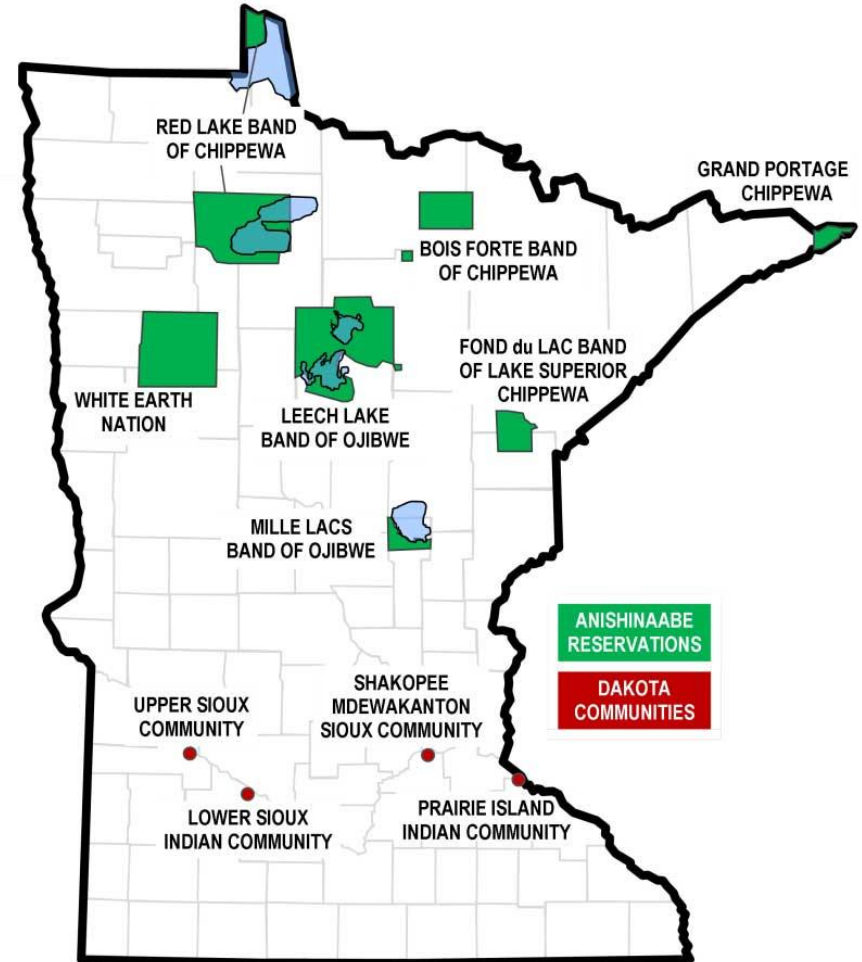 RED LAKE BAND
OF CHIPPEWA
GRAND PORTAGE
CHIPPEWA
BOIS FORTE BAND
OF CHIPPEWA
FOND du LAC BAND
OF LAKE SUPERIOR
CHIPPEWA
WHITE EARTH
NATION
LEECH LAKE
BAND OF OJIBWE
MILLE LACS
BAND OF OJIBWE
ANISHINAABE
RESERVATIONS
DAKOTA
COMMUNITIES
UPPER SIOUX
COMMUNITY
SHAKOPEE
MDEWAKANTON
SIOUX COMMUNITY
LOWER SIOUX
INDIAN COMMUNITY
PRAIRIE ISLAND
INDIAN COMMUNITY